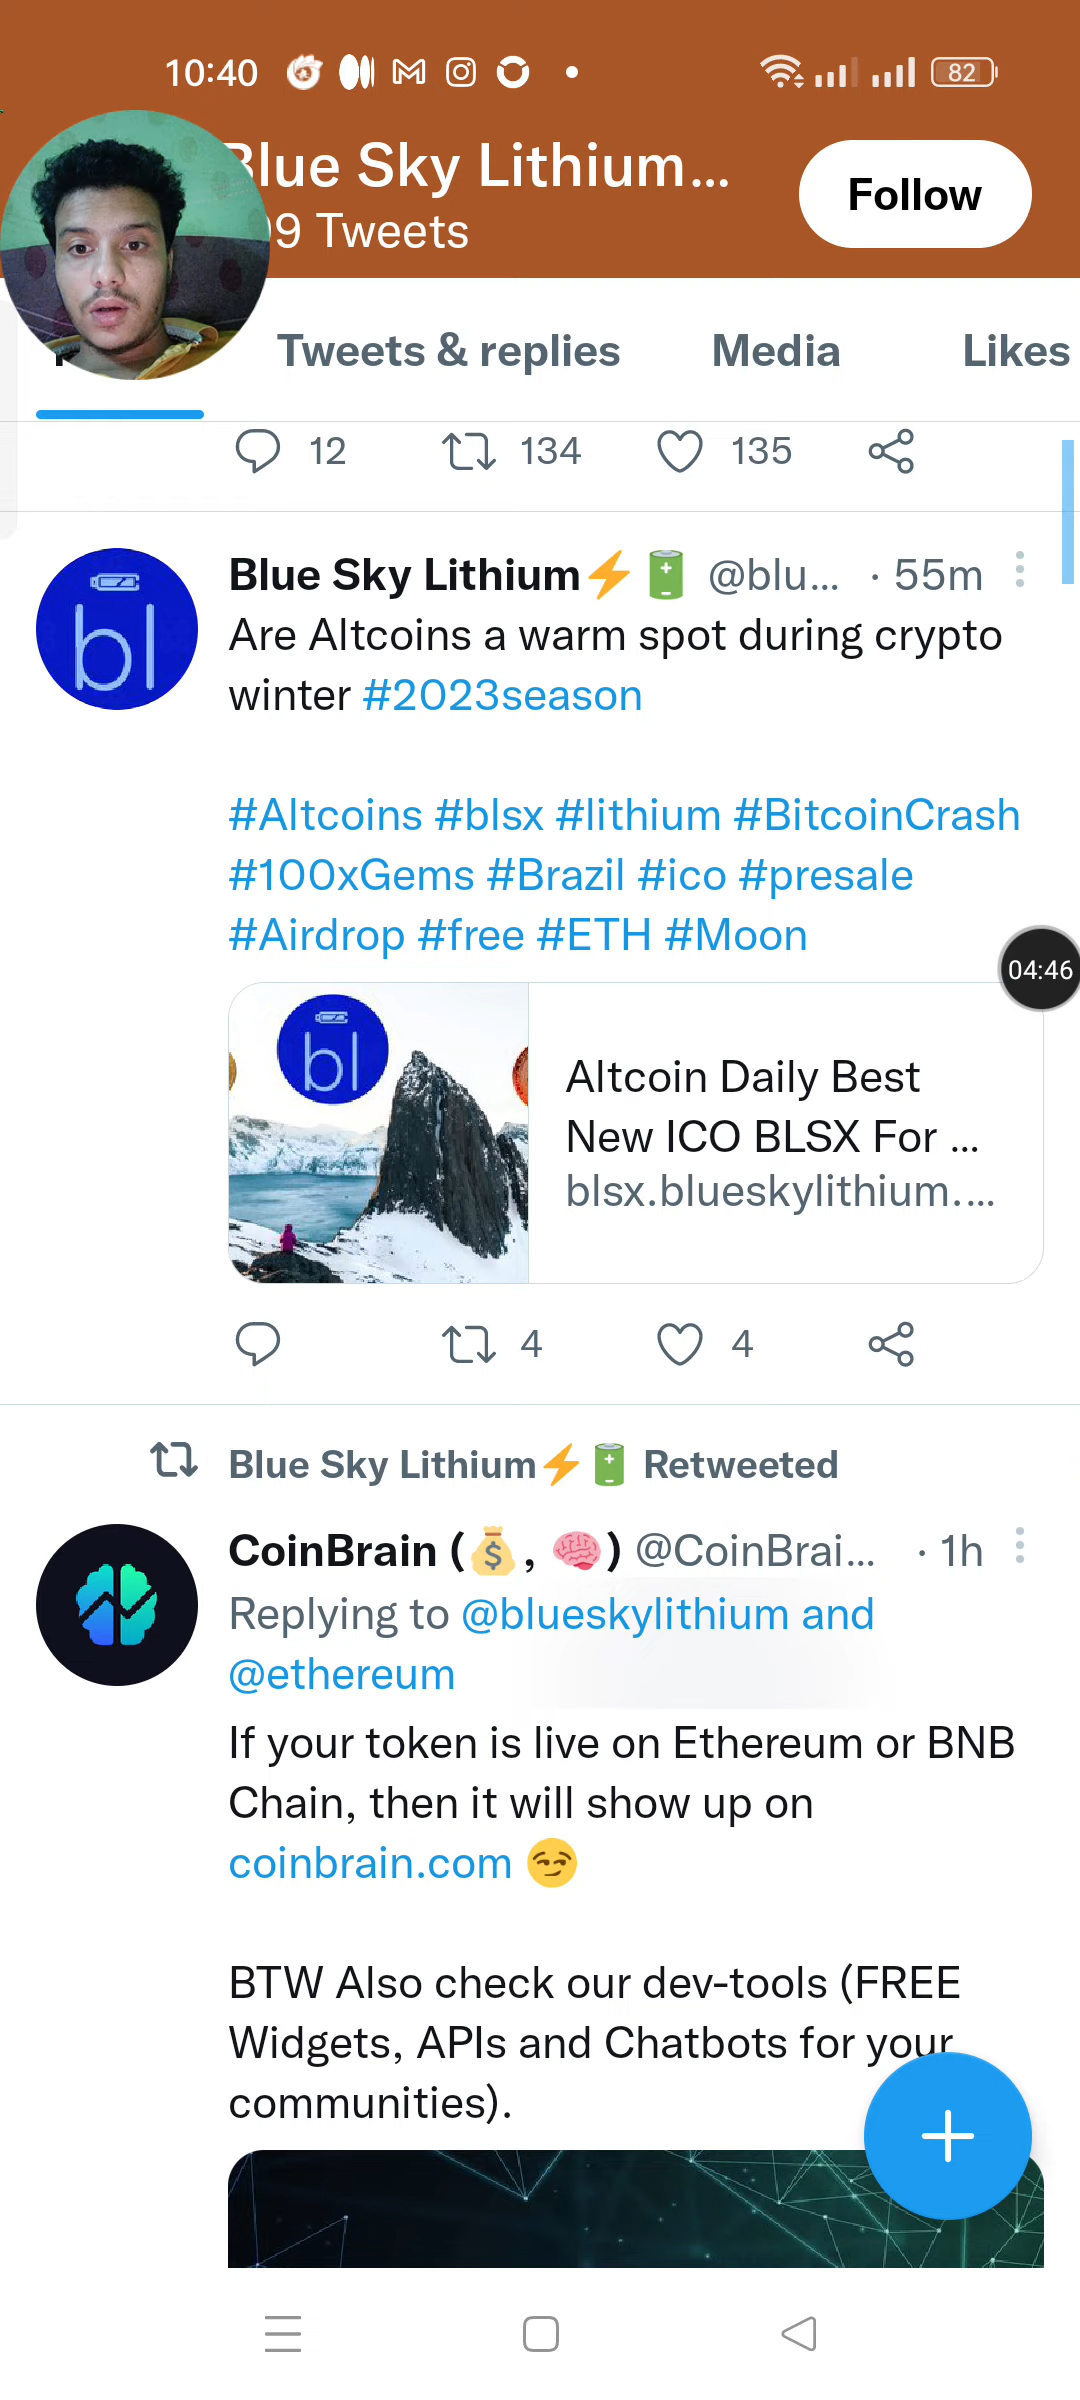 10:40
82
Blue Sky Lithium...
9 Tweets
Follow
Tweets & replies
Media
Likes
12
134
135
Blue Sky Lithium⚡🔋 @blu... · 55m
Are Altcoins a warm spot during crypto
winter #2023season
#Altcoins #blsx #lithium #BitcoinCrash
#100xGems #Brazil #ico #presale
#Airdrop #free #ETH #Moon
04:46
bl
bl
Altcoin Daily Best
New ICO BLSX For ...
blsx.blueskylithium....
4
4
Blue Sky Lithium⚡🔋 Retweeted
CoinBrain (💰, 🧠) @CoinBrai... · 1h
Replying to @blueskylithium and
@ethereum
If your token is live on Ethereum or BNB
Chain, then it will show up on
coinbrain.com 😏
BTW Also check our dev-tools (FREE
Widgets, APIs and Chatbots for your
communities).